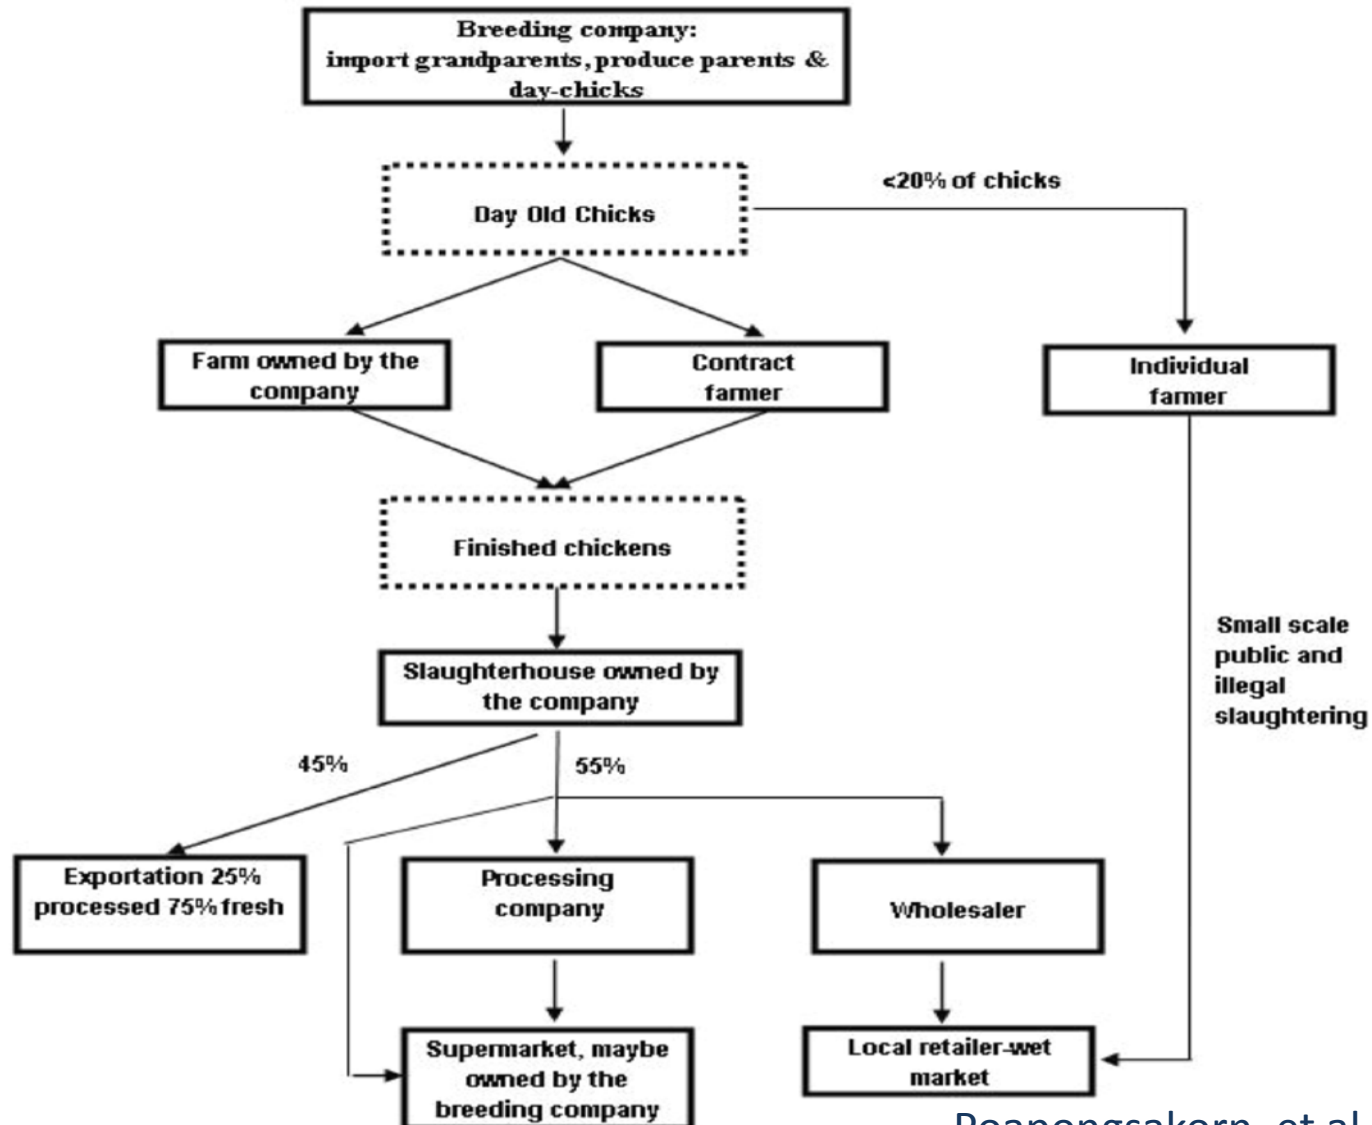 Breeding company:
import grandparents, produce parents &
day-chicks
<20% of chicks
Day Old Chicks
Farm owned by the
company
Contract
farmer
Individual
farmer
Finished chickens
Small scale
public and
illegal
slaughtering
Slaughterhouse owned by
the company
45%
55%
Exportation 25%
processed 75% fresh
Processing
company
Wholesaler
Supermarket, maybe
owned by the
breeding company
Local retailer-wet
market
et al